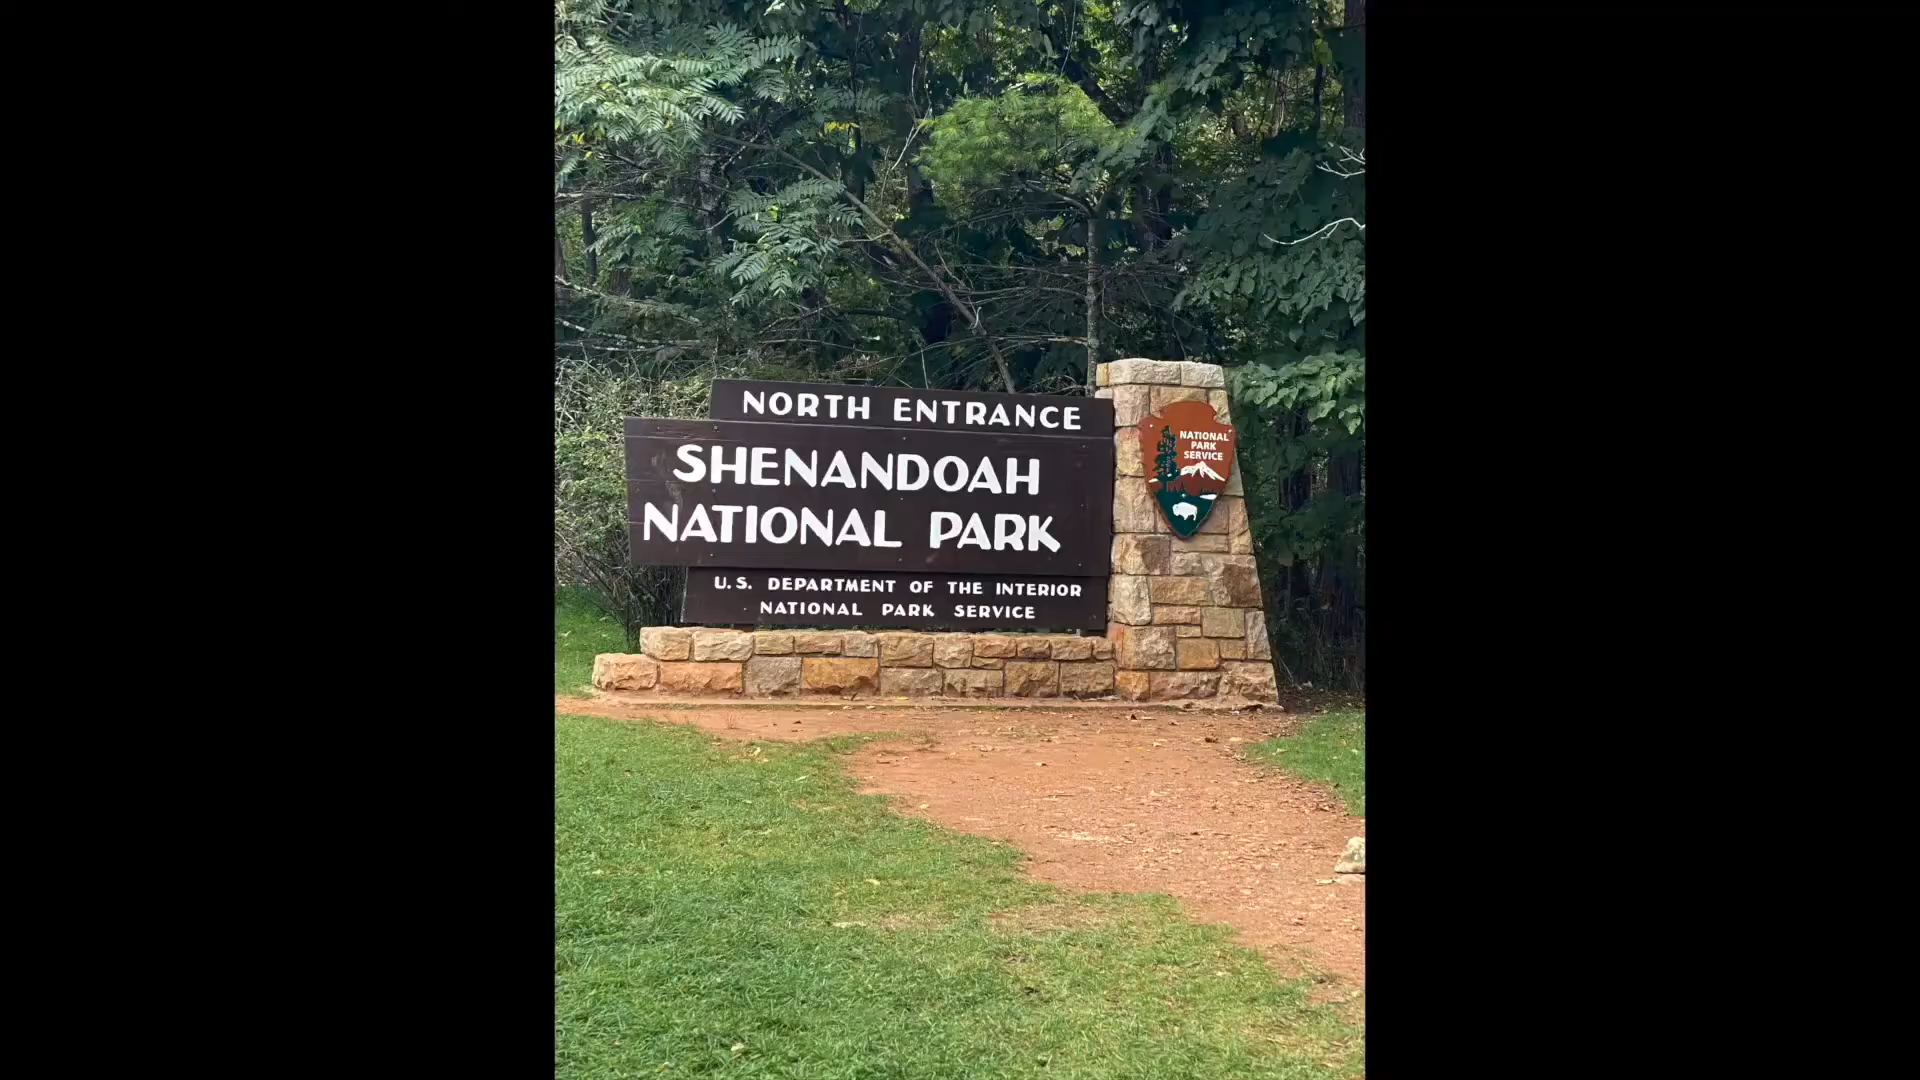 NORTH ENTRANCE
SHENANDOAH
NATIONAL PARK
U.S. DEPARTMENT OF THE INTERIOR
NATIONAL PARK SERVICE
NATIONAL
PARK
SERVICE